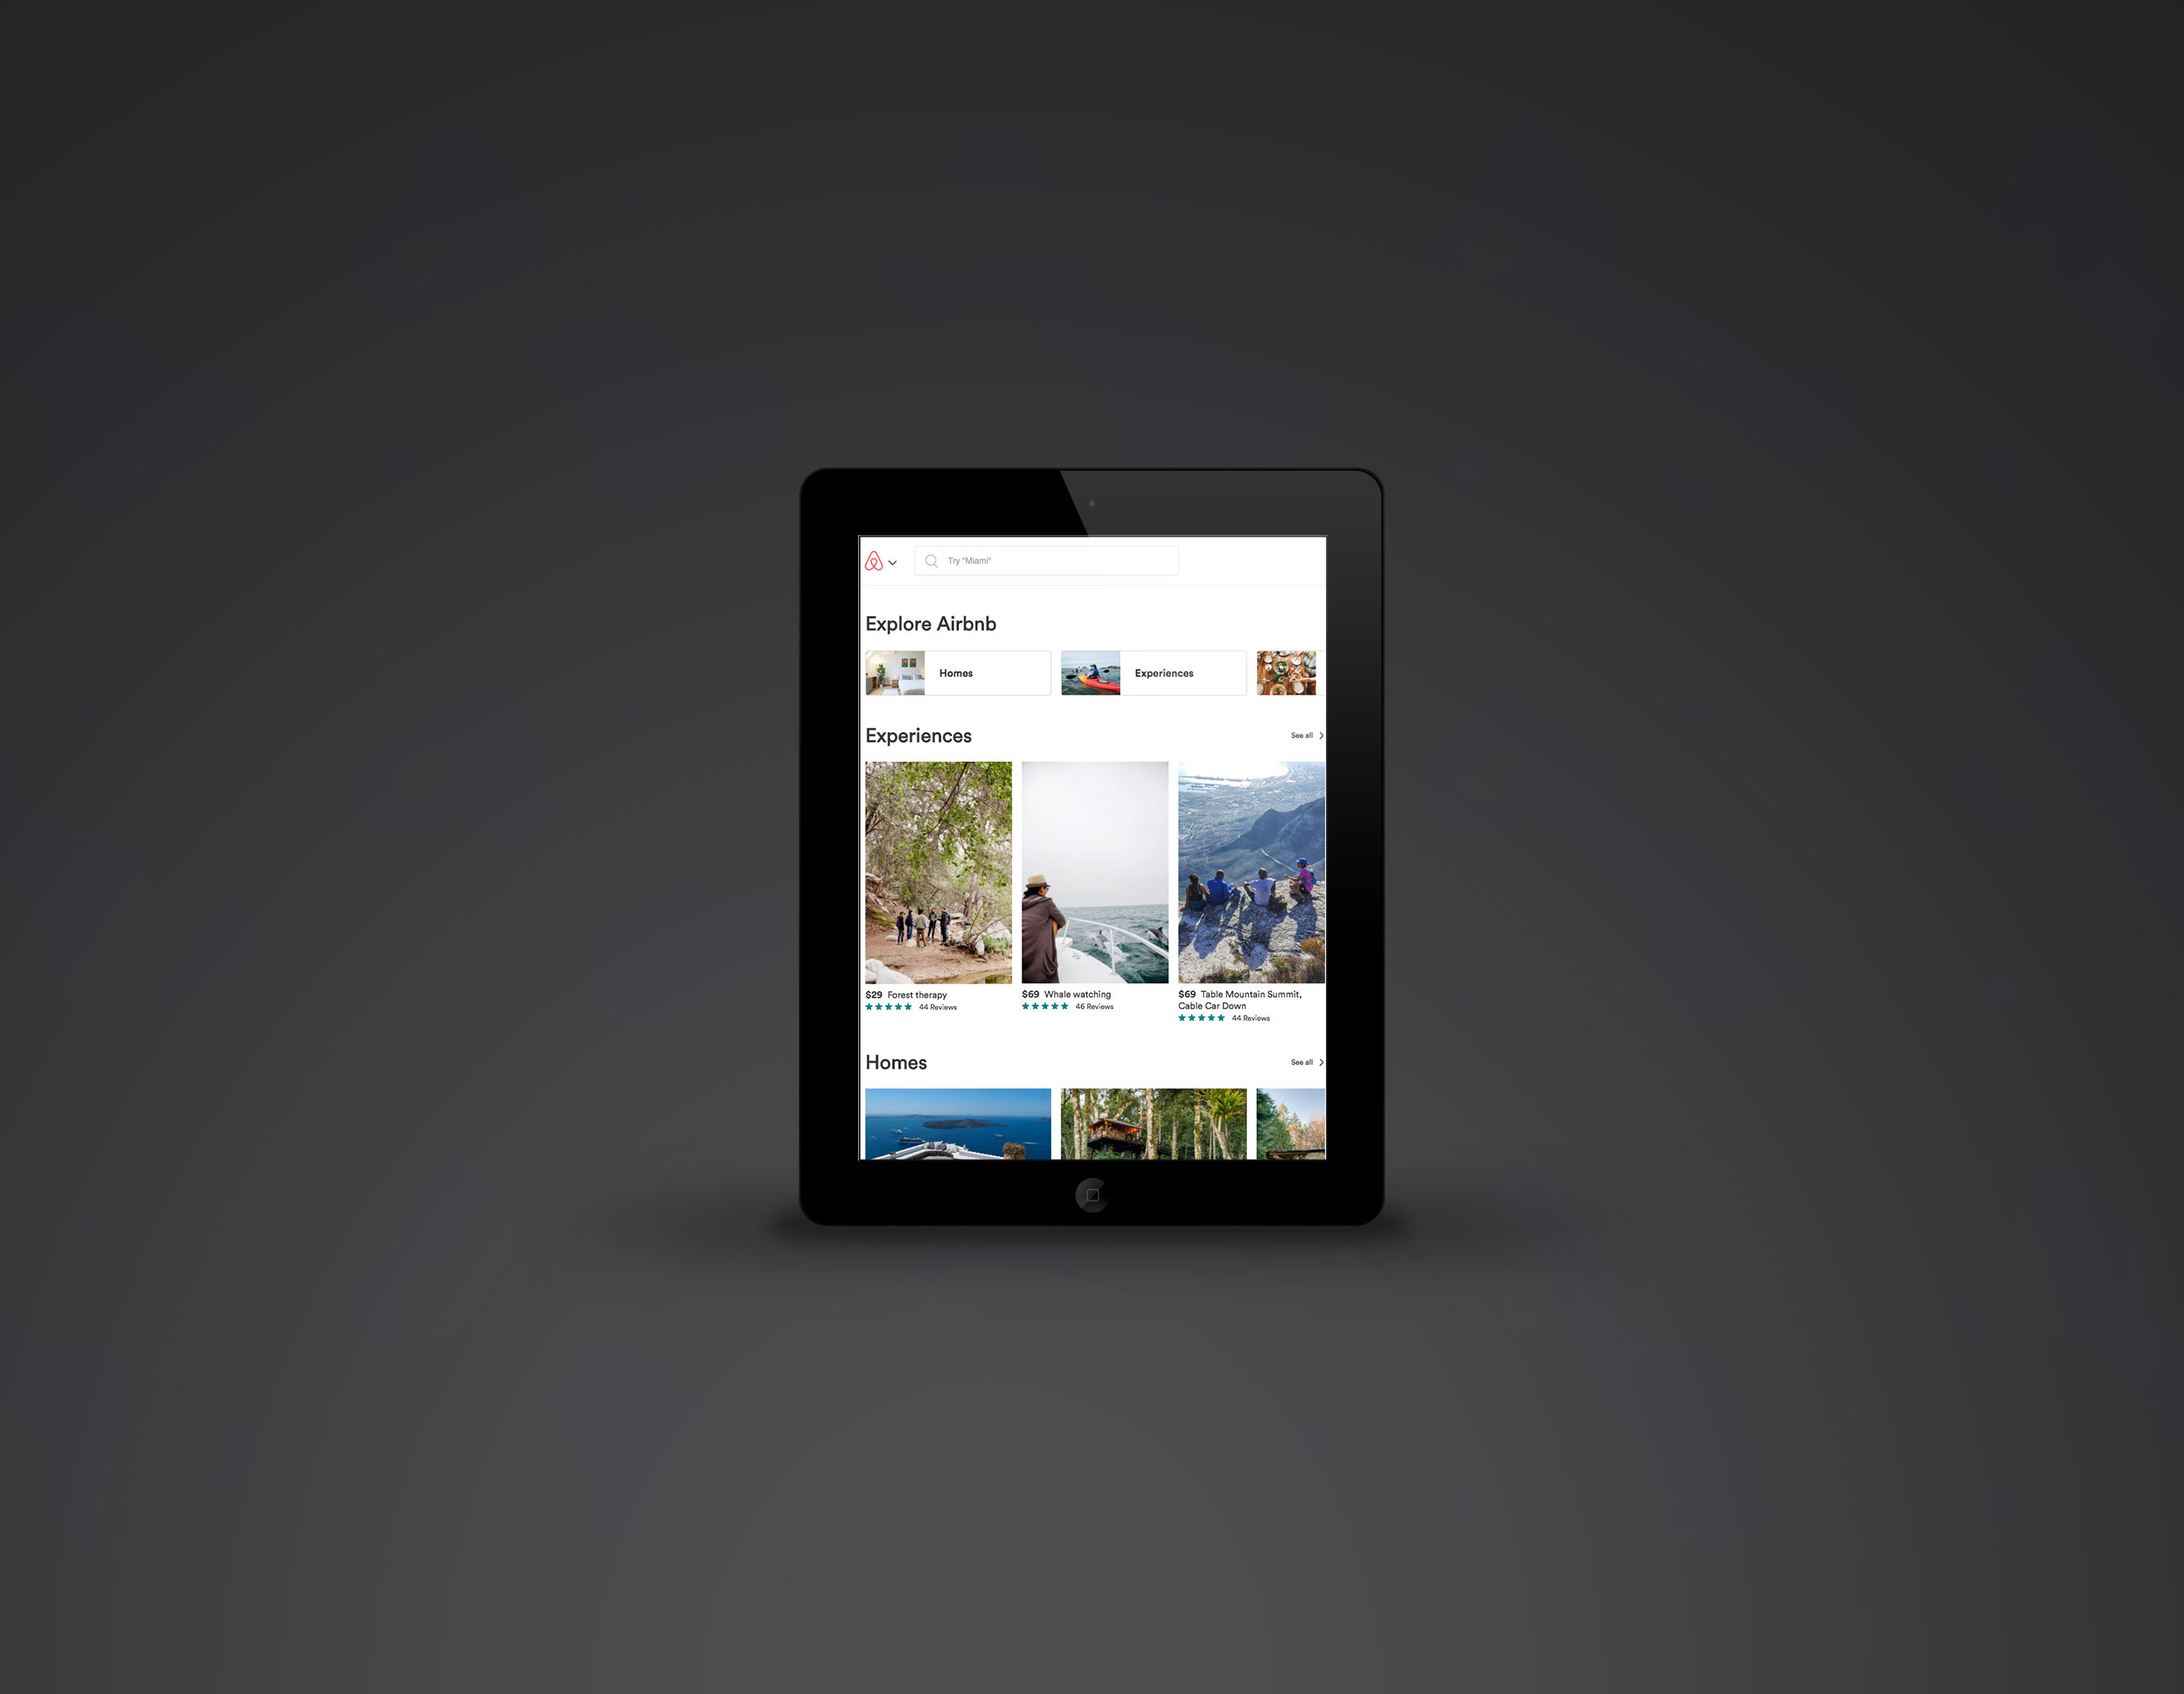 Try "Miami"
Explore Airbnb
Homes
Experiences
Experiences
See all
$29 Forest therapy
44 Reviews
$69 Whale watching
46 Reviews
$69 Table Mountain Summit,
Cable Car Down
44 Reviews
Homes
See all